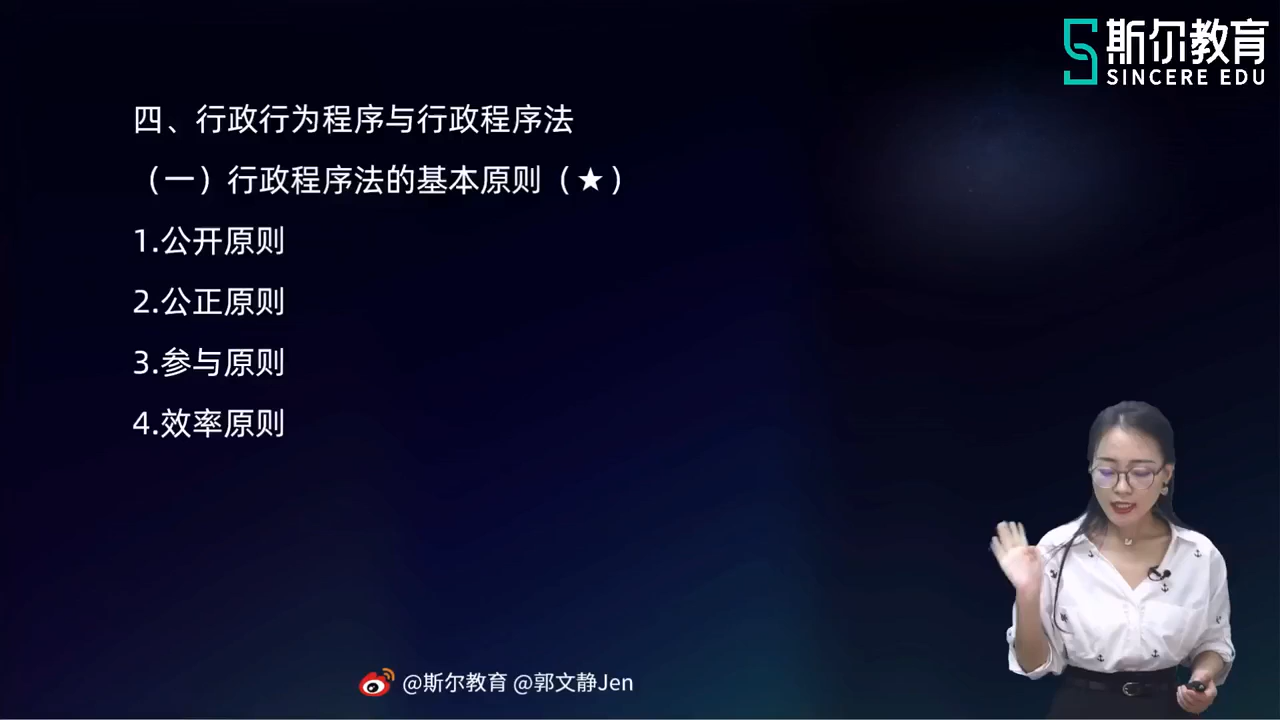 斯尔教育
SINCERE EDU
四、行政行为程序与行政程序法
（一）行政程序法的基本原则（★）
1.公开原则
2.公正原则
3.参与原则
4.效率原则
@斯尔教育 @郭文静Jen